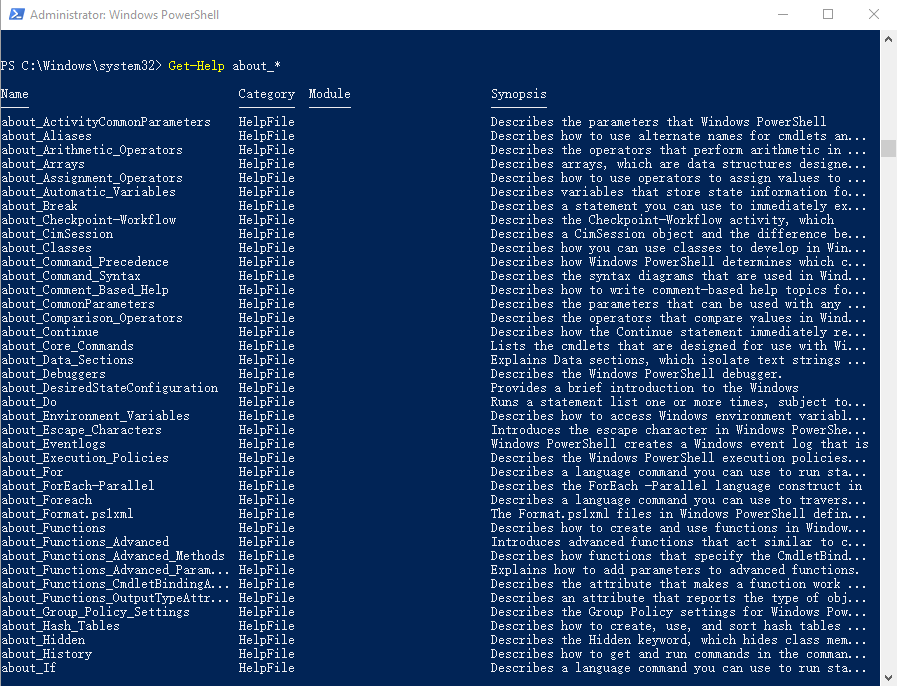 Administrator: Windows PowerShell
PS C:\Windows\system32> Get-Help about_*
Name Category Module Synopsis
about_ActivityCommonParameters HelpFile Describes the parameters that Windows PowerShell
about_Aliases HelpFile Describes how to use alternate names for cmdlets an...
about_Arithmetic_Operators HelpFile Describes the operators that perform arithmetic in ...
about_Arrays HelpFile Describes arrays, which are data structures designe...
about_Assignment_Operators HelpFile Describes how to use operators to assign values to ...
about_Automatic_Variables HelpFile Describes variables that store state information fo...
about_Break HelpFile Describes a statement you can use to immediately ex...
about_Checkpoint-Workflow HelpFile Describes the Checkpoint-Workflow activity, which
about_CimSession HelpFile Describes a CimSession object and the difference be...
about_Classes HelpFile Describes how you can use classes to develop in Win...
about_Command_Precedence HelpFile Describes how Windows PowerShell determines which c...
about_Command_Syntax HelpFile Describes the syntax diagrams that are used in Wind...
about_Comment_Based_Help HelpFile Describes how to write comment-based help topics fo...
about_CommonParameters HelpFile Describes the parameters that can be used with any ...
about_Comparison_Operators HelpFile Describes the operators that compare values in Wind...
about_Continue HelpFile Describes how the Continue statement immediately re...
about_Core_Commands HelpFile Lists the cmdlets that are designed for use with Wi...
about_Data_Sections HelpFile Explains Data sections, which isolate text strings ...
about_Debuggers HelpFile Describes the Windows PowerShell debugger.
about_DesiredStateConfiguration HelpFile Provides a brief introduction to the Windows
about_Do HelpFile Runs a statement list one or more times, subject to...
about_Environment_Variables HelpFile Describes how to access Windows environment variabl...
about_Escape_Characters HelpFile Introduces the escape character in Windows PowerShe...
about_Eventlogs HelpFile Windows PowerShell creates a Windows event log that is
about_Execution_Policies HelpFile Describes the Windows PowerShell execution policies...
about_For HelpFile Describes a language command you can use to run sta...
about_ForEach-Parallel HelpFile Describes the ForEach -Parallel language construct in
about_Foreach HelpFile Describes a language command you can use to travers...
about_Format.ps1xml HelpFile The Format.ps1xml files in Windows PowerShell defin...
about_Functions HelpFile Describes how to create and use functions in Window...
about_Functions_Advanced HelpFile Introduces advanced functions that act similar to c...
about_Functions_Advanced_Methods HelpFile Describes how functions that specify the CmdletBind...
about_Functions_Advanced_Param... HelpFile Explains how to add parameters to advanced functions.
about_Functions_CmdletBindingA... HelpFile Describes the attribute that makes a function work ...
about_Functions_OutputTypeAttr... HelpFile Describes an attribute that reports the type of obj...
about_Group_Policy_Settings HelpFile Describes the Group Policy settings for Windows Pow...
about_Hash_Tables HelpFile Describes how to create, use, and sort hash tables ...
about_Hidden HelpFile Describes the Hidden keyword, which hides class mem...
about_History HelpFile Describes how to get and run commands in the comman...
about_If HelpFile Describes a language command you can use to run sta...